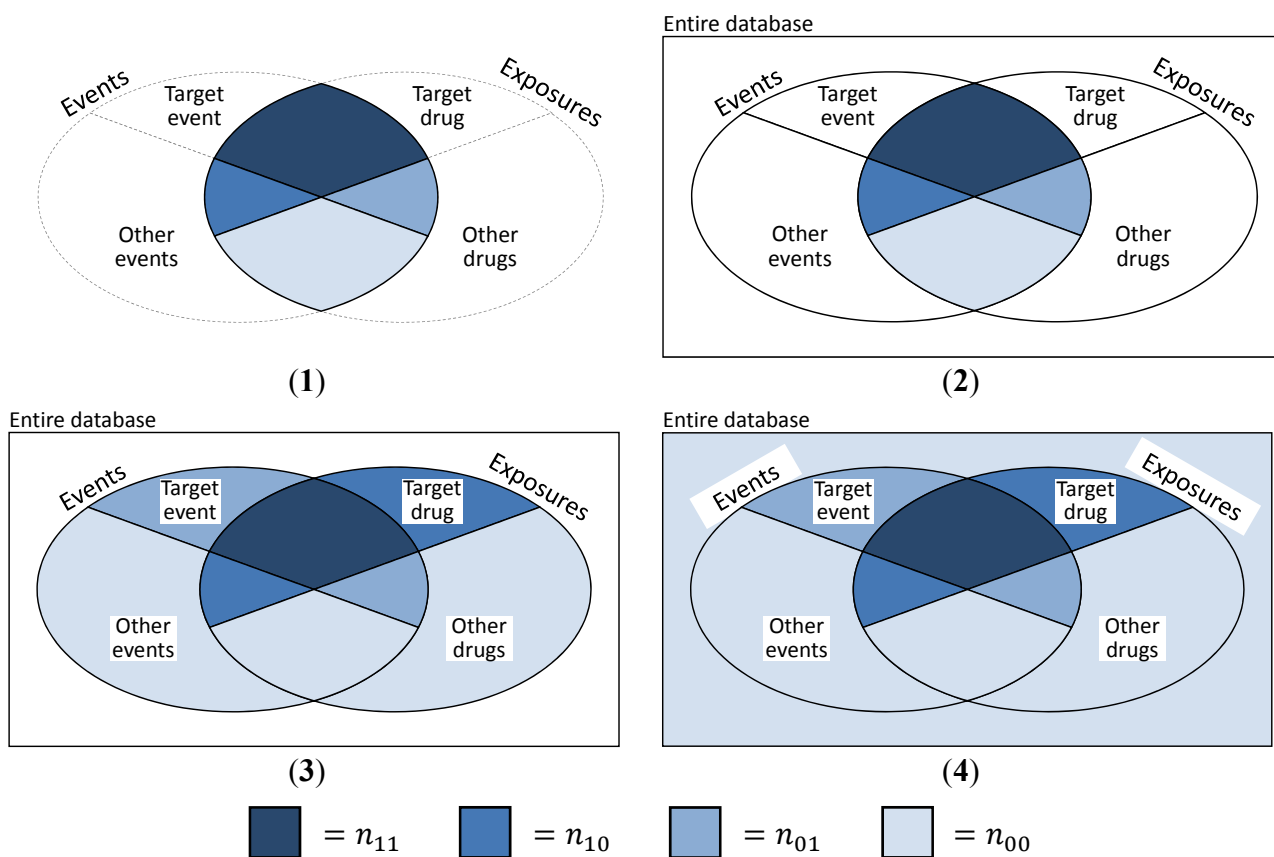 Events
Target
event
Target
drug
Exposures
Other
events
Other
drugs
(1)
Entire database
Events
Target
event
Target
drug
Exposures
Other
events
Other
drugs
(2)
Entire database
Events
Target
event
Target
drug
Exposures
Other
events
Other
drugs
(3)
Entire database
Events
Target
event
Target
drug
Exposures
Other
events
Other
drugs
(4)
= n₁₁ = n₁₀ = n₀₁ = n₀₀